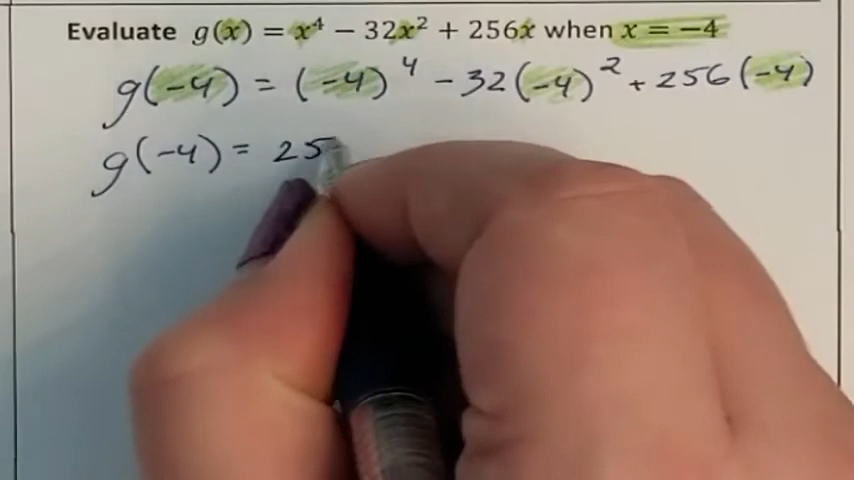 Evaluate g(x) = x⁴ − 32x² + 256x when x = −4
g(-4) = (-4)⁴ - 32(-4)² + 256(-4)
g(-4) = 25